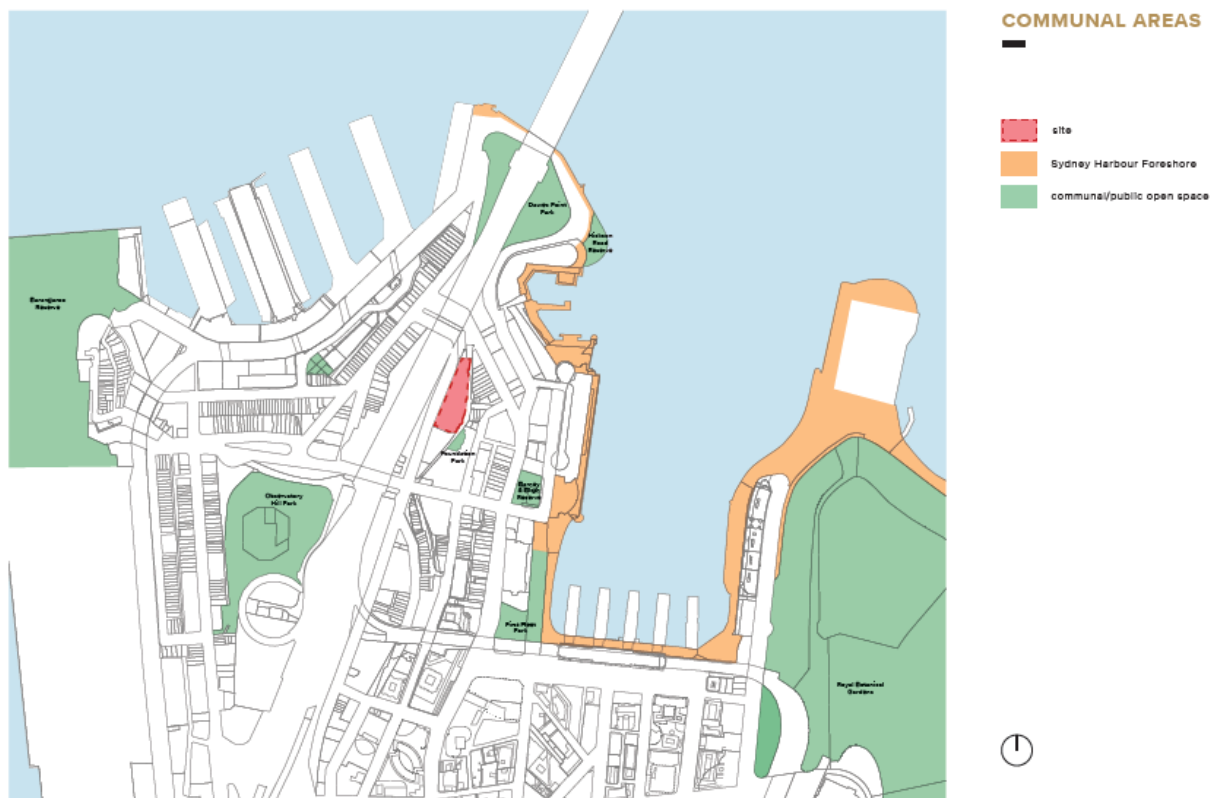 COMMUNAL AREAS
site
Sydney Harbour Foreshore
communal/public open space
Dawes Point
Park
Hickson
Road
Reserve
Barangaroo
Reserve
Foundation
Park
Observatory
Hill Park
Reserve
First Fleet
Park
Royal Botanical
Gardens